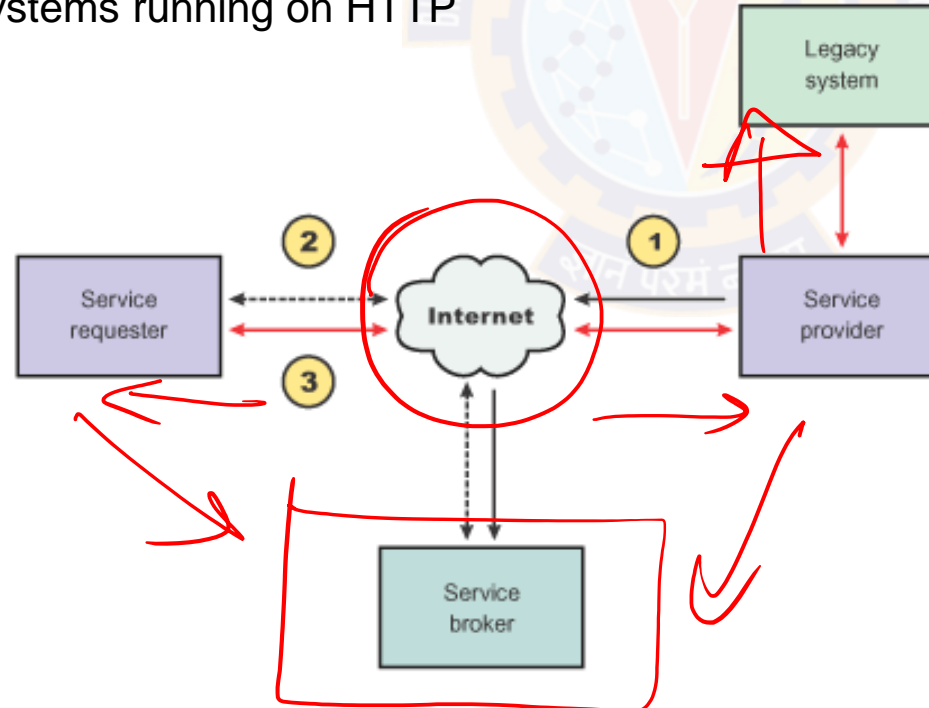 ystems running on HTTP
Legacy
system
2
1
Service
requester
Internet
Service
provider
3
Service
broker